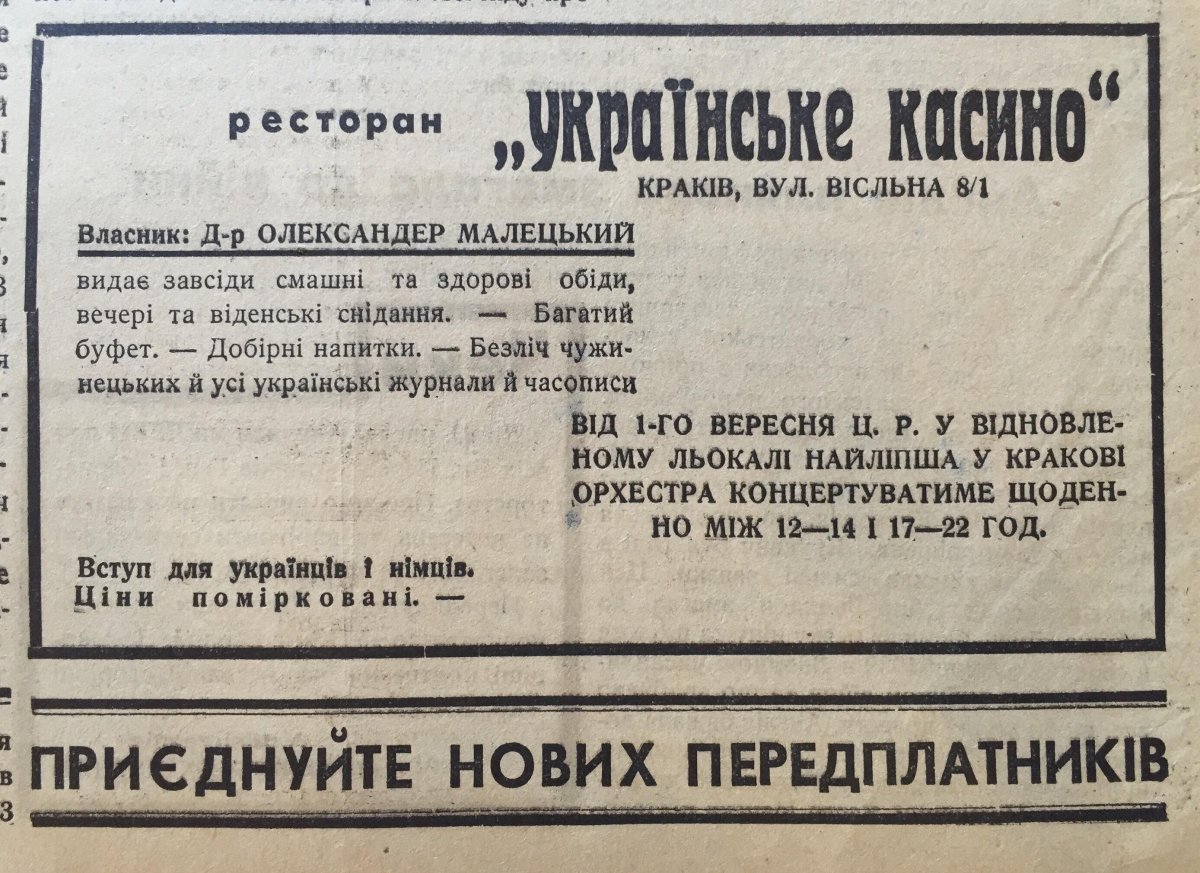 ресторан „українське касино“
КРАКІВ, ВУЛ. ВІСЛЬНА 8/1
Власник: Д-р ОЛЕКСАНДЕР МАЛЕЦЬКИЙ
видає завсіди смашні та здорові обіди,
вечері та віденські снідання. — Багатий
буфет. — Добірні напитки. — Безліч чужи-
нецьких й усі українські журнали й часописи
ВІД 1-ГО ВЕРЕСНЯ Ц. Р. У ВІДНОВЛЕ-
НОМУ ЛЬОКАЛІ НАЙЛІПША У КРАКОВІ
ОРХЕСТРА КОНЦЕРТУВАТИМЕ ЩОДЕН-
НО МІЖ 12—14 І 17—22 ГОД.
Вступ для українців і німців.
Ціни помірковані. —
ПРИЄДНУЙТЕ НОВИХ ПЕРЕДПЛАТНИКІВ